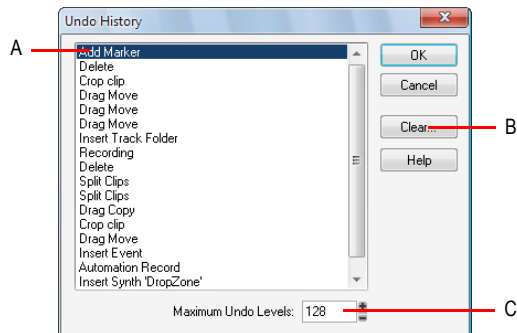 Undo History
A
Add Marker
Delete
Crop clip
Drag Move
Drag Move
Drag Move
Insert Track Folder
Recording
Delete
Split Clips
Split Clips
Drag Copy
Crop clip
Drag Move
Insert Event
Automation Record
Insert Synth 'DropZone'
OK
Cancel
Clear...
B
Help
Maximum Undo Levels: 128
C